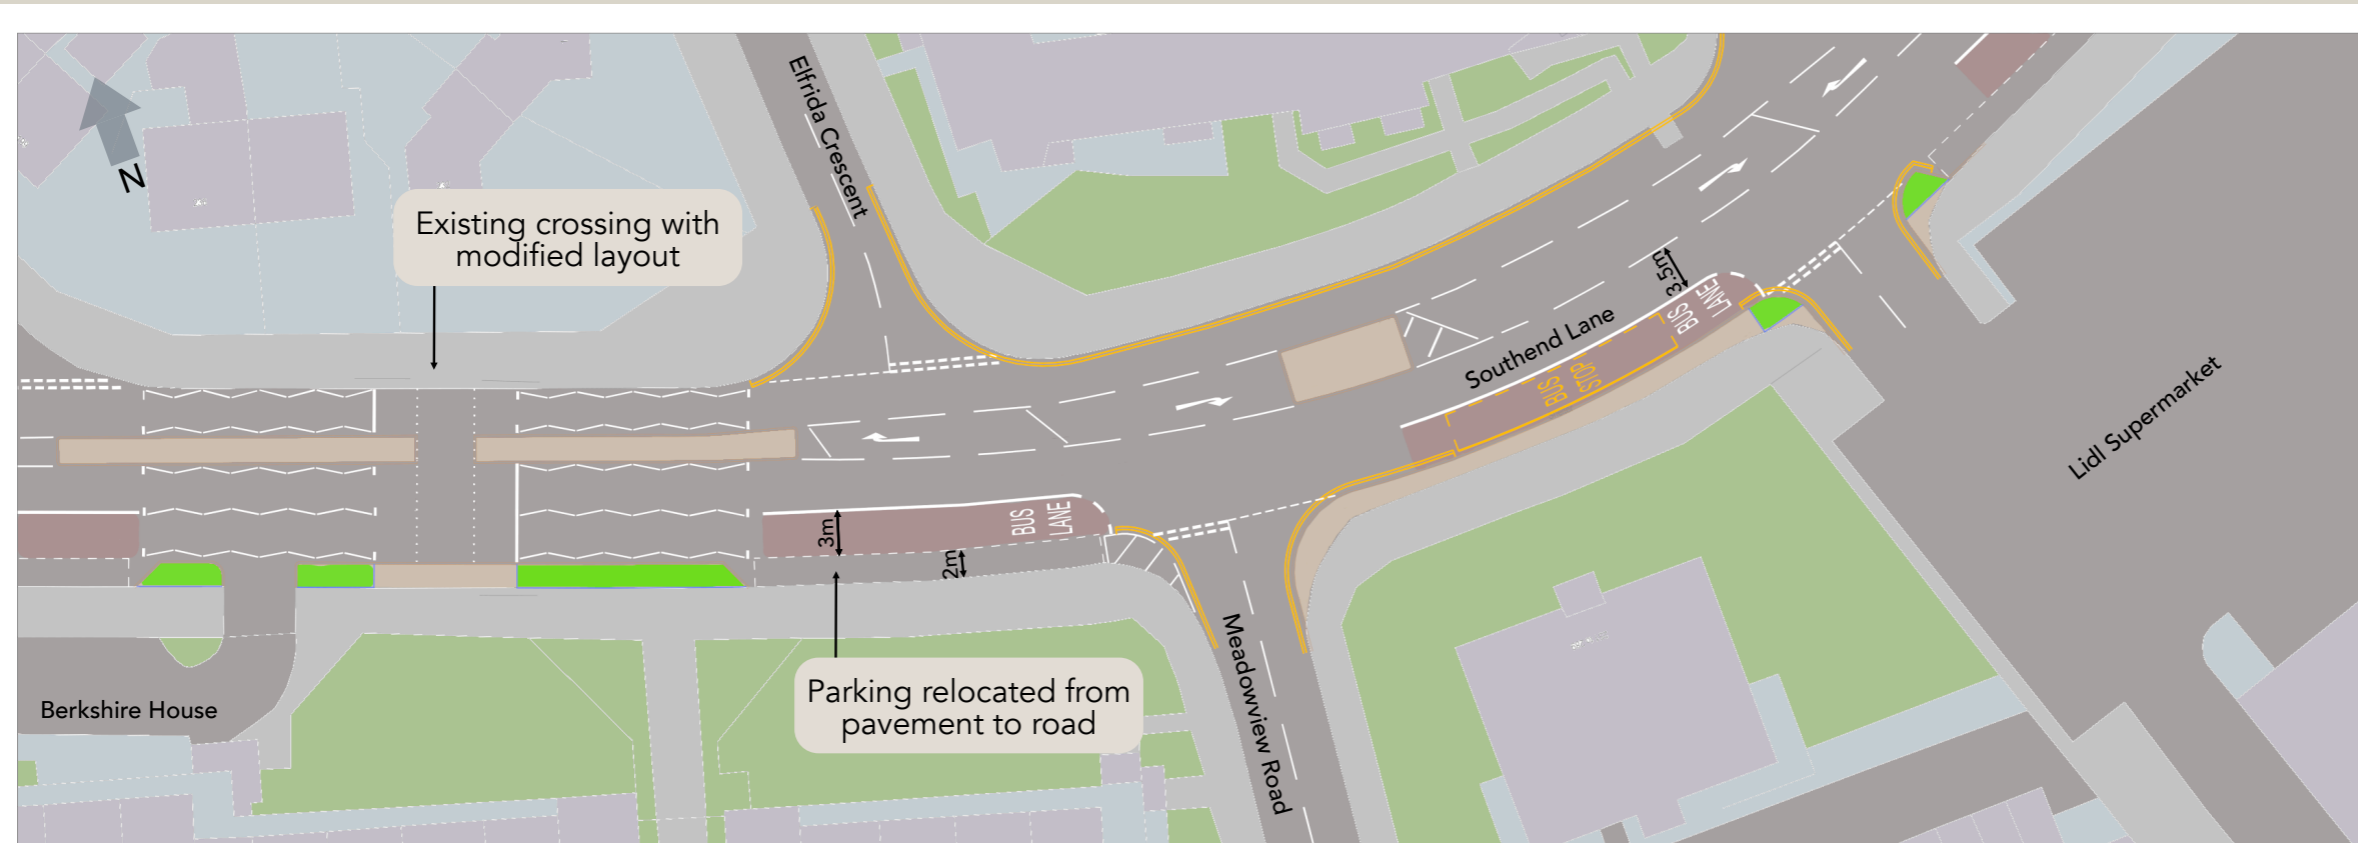 Elfrida Crescent
N
Existing crossing with
modified layout
3.5m
BUS
LANE
Southend Lane
BUS
STOP
Lidl Supermarket
BUS
LANE
3m
2m
Meadowview Road
Parking relocated from
pavement to road
Berkshire House